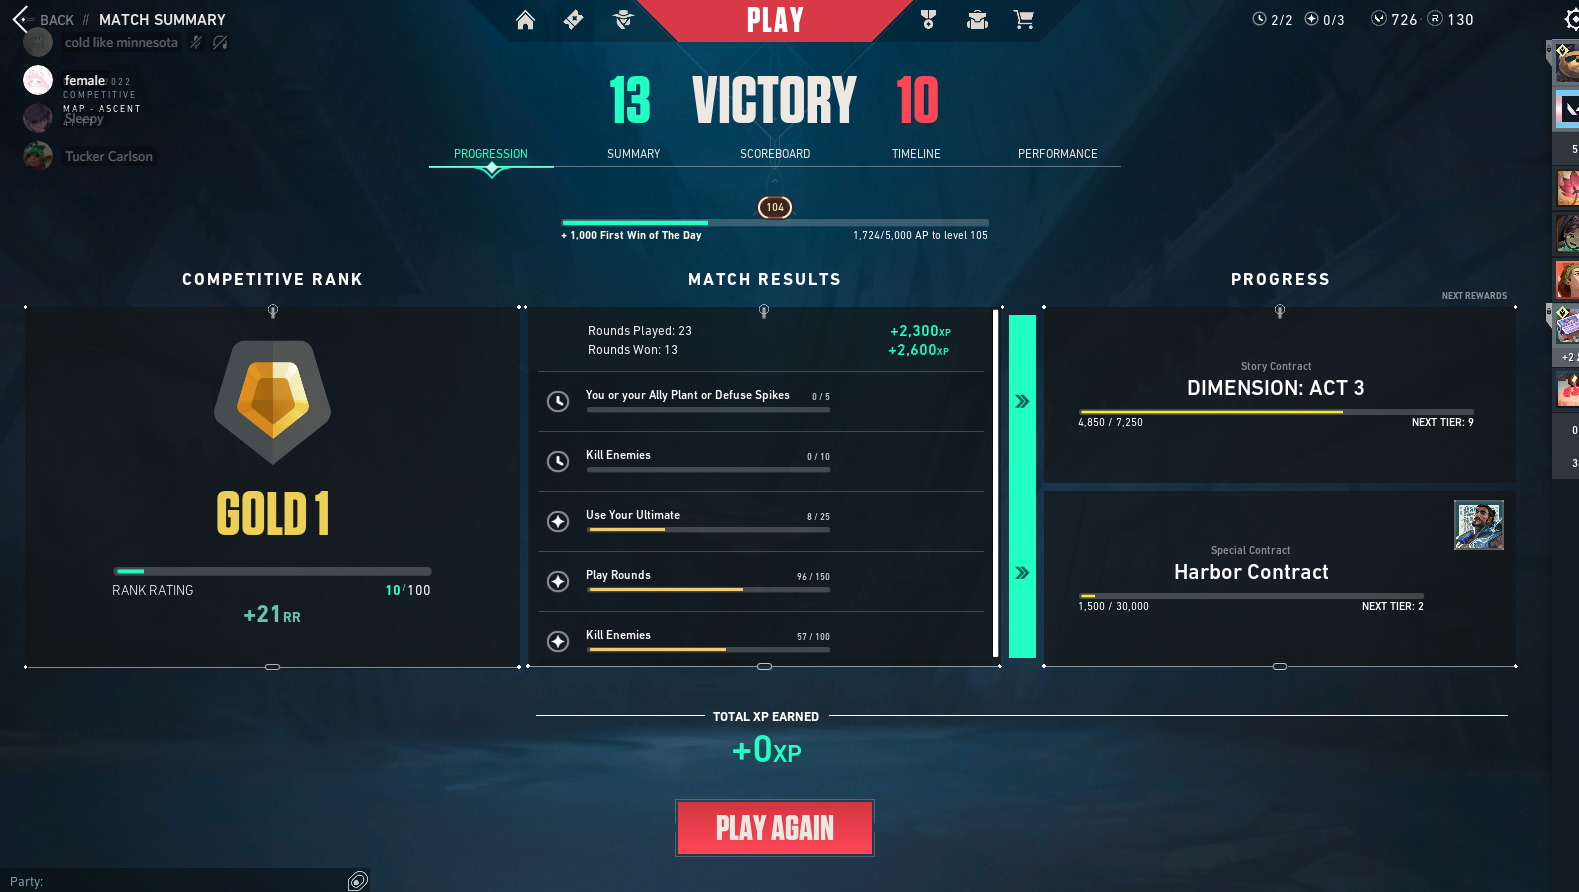 BACK // MATCH SUMMARY
PLAY
2/2 0/3 726 R 130
cold like minnesota
female 2022
COMPETITIVE
MAP - ASCENT
Sleepy
Tucker Carlson
13 VICTORY 10
PROGRESSION SUMMARY SCOREBOARD TIMELINE PERFORMANCE
104
+ 1,000 First Win of The Day 1,724/5,000 AP to level 105
COMPETITIVE RANK
GOLD 1
RANK RATING 10/100
+21RR
MATCH RESULTS
Rounds Played: 23 +2,300XP
Rounds Won: 13 +2,600XP
You or your Ally Plant or Defuse Spikes 0 / 5
Kill Enemies 0 / 10
Use Your Ultimate 8 / 25
Play Rounds 96 / 150
Kill Enemies 57 / 100
PROGRESS
NEXT REWARDS
Story Contract
DIMENSION: ACT 3
4,850 / 7,250 NEXT TIER: 9
Special Contract
Harbor Contract
1,500 / 30,000 NEXT TIER: 2
5
+2
0
3
TOTAL XP EARNED
+0XP
PLAY AGAIN
Party: